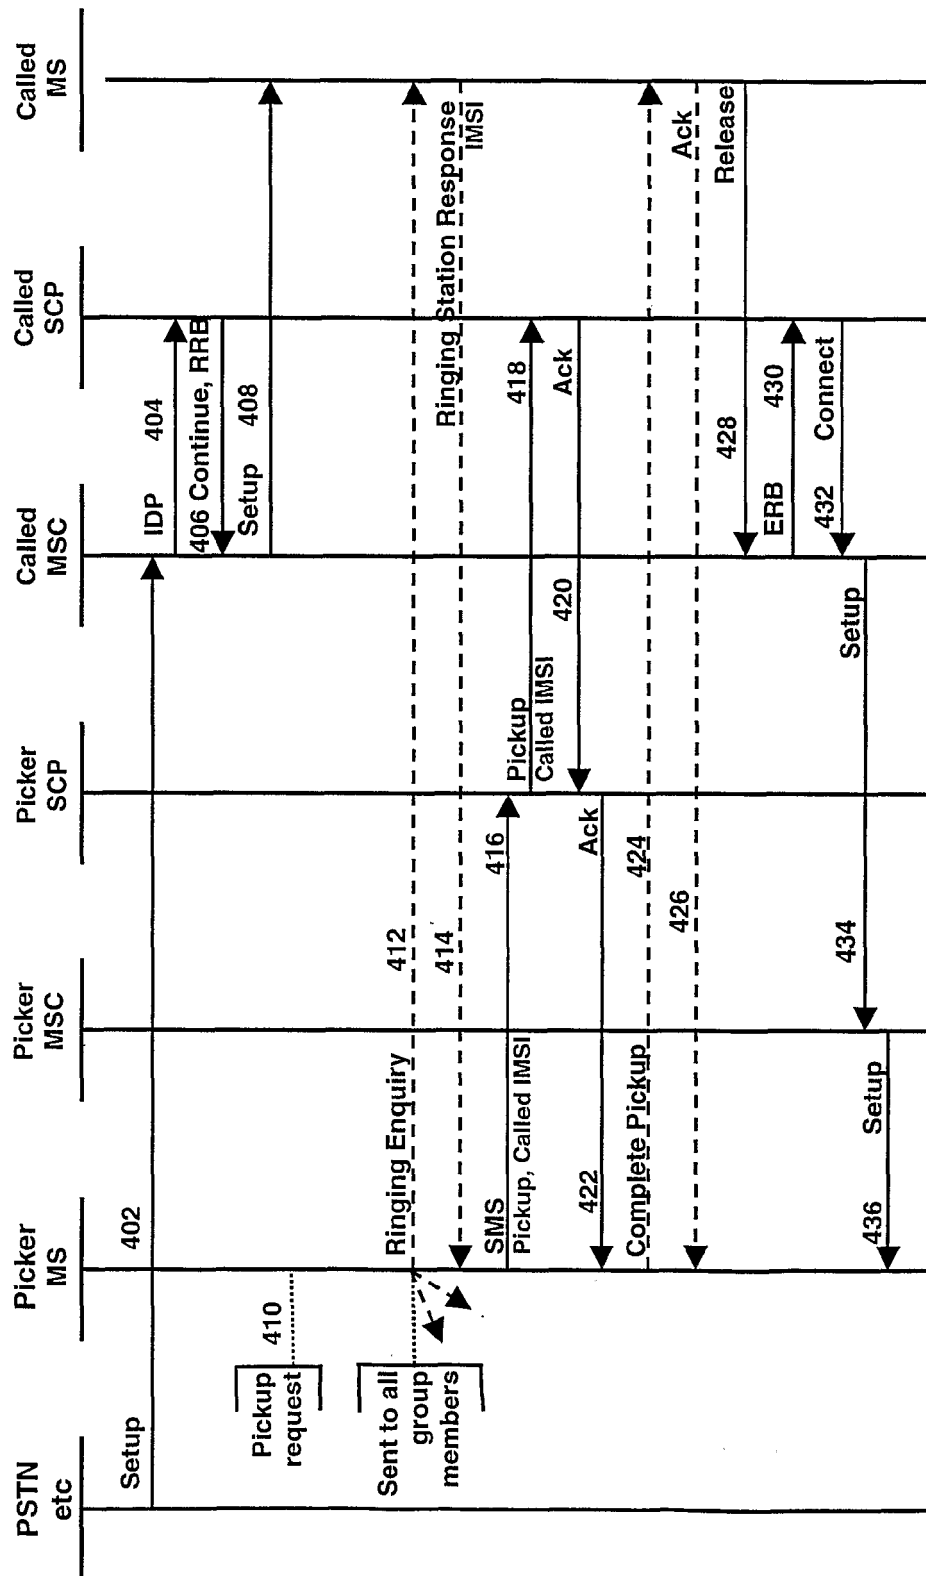 PSTN
etc
Picker
MS
Picker
MSC
Picker
SCP
Called
MSC
Called
SCP
Called
MS
Setup
402
IDP
404
406 Continue, RRB
Setup
408
410
Pickup
request
Sent to all
group
members
Ringing Enquiry
412
414
Ringing Station Response
IMSI
SMS
416
Pickup, Called IMSI
Pickup
418
Called IMSI
420
Ack
422
Ack
Complete Pickup
424
426
Ack
428
Release
ERB
430
432
Connect
434
Setup
436
Setup